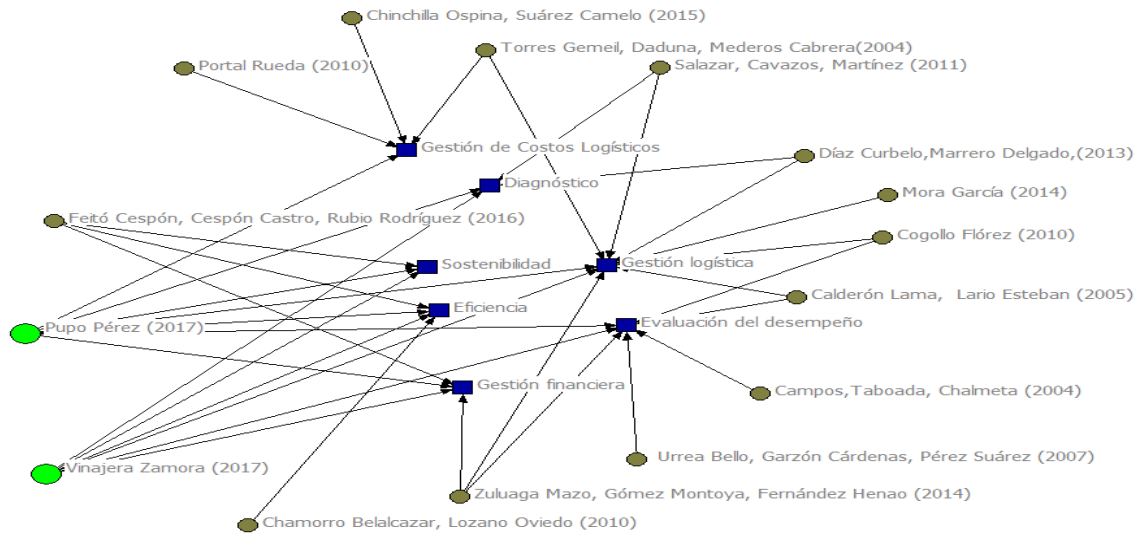 Chinchilla Ospina, Suárez Camelo (2015)
Torres Gemeil, Daduna, Mederos Cabrera(2004)
Portal Rueda (2010)
Salazar, Cavazos, Martínez (2011)
Gestión de Costos Logísticos
Díaz Curbelo,Marrero Delgado,(2013)
Diagnóstico
Mora García (2014)
Feitó Cespón, Cespón Castro, Rubio Rodríguez (2016)
Cogollo Flórez (2010)
Sostenibilidad
Gestión logística
Calderón Lama, Lario Esteban (2005)
Eficiencia
Pupo Pérez (2017)
Evaluación del desempeño
Gestión financiera
Campos,Taboada, Chalmeta (2004)
Urrea Bello, Garzón Cárdenas, Pérez Suárez (2007)
Vinajera Zamora (2017)
Zuluaga Mazo, Gómez Montoya, Fernández Henao (2014)
Chamorro Belalcazar, Lozano Oviedo (2010)